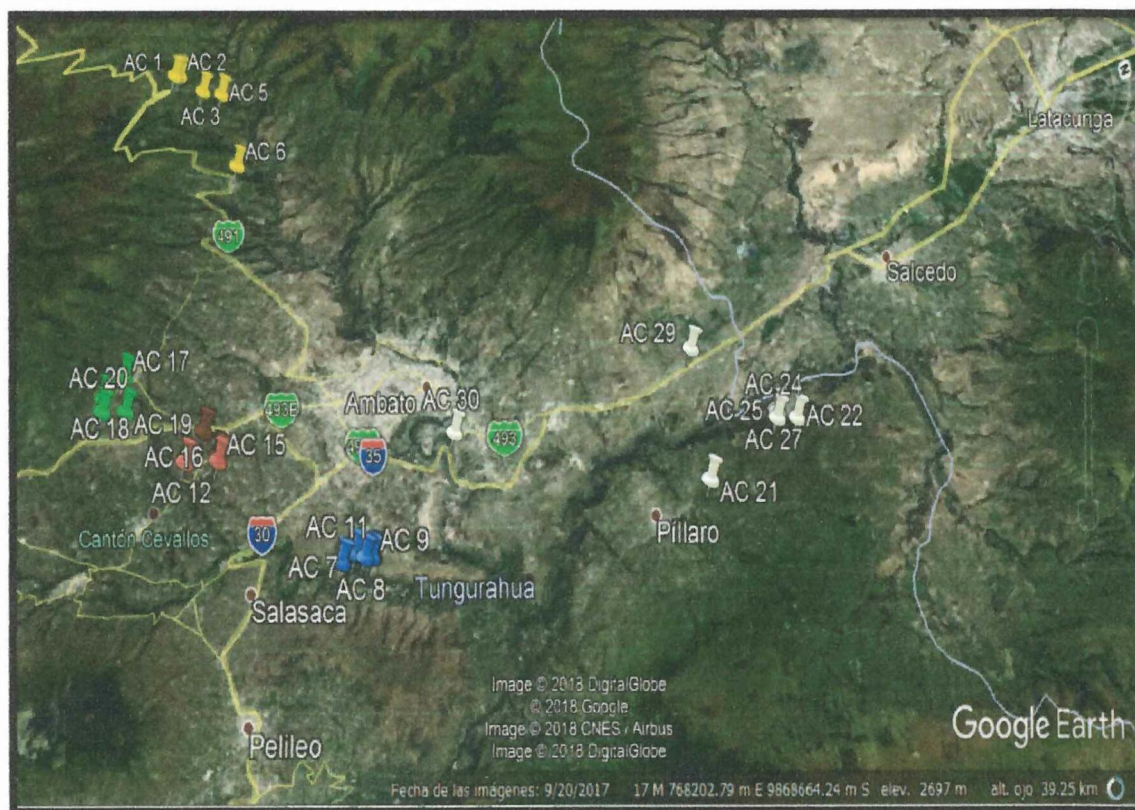 AC 1 AC 2
AC 5
AC 3
AC 6
491
Latacunga
Salcedo
AC 29
AC 17
AC 20
AC 24
AC 25 AC 22
AC 27
Ambato AC 30
493E
AC 18 AC 19
AC 15
AC 16
493
35
AC 21
AC 12
Píllaro
Cantón Cevallos
30
AC 11 AC 9
AC 7
AC 8
Tungurahua
Salasaca
Pelileo
Image © 2018 DigitalGlobe
© 2018 Google
Image © 2018 CNES / Airbus
Image © 2018 DigitalGlobe
Google Earth
Fecha de las imágenes: 9/20/2017 17 M 768202.79 m E 9868664.24 m S elev. 2697 m alt. ojo 39.25 km